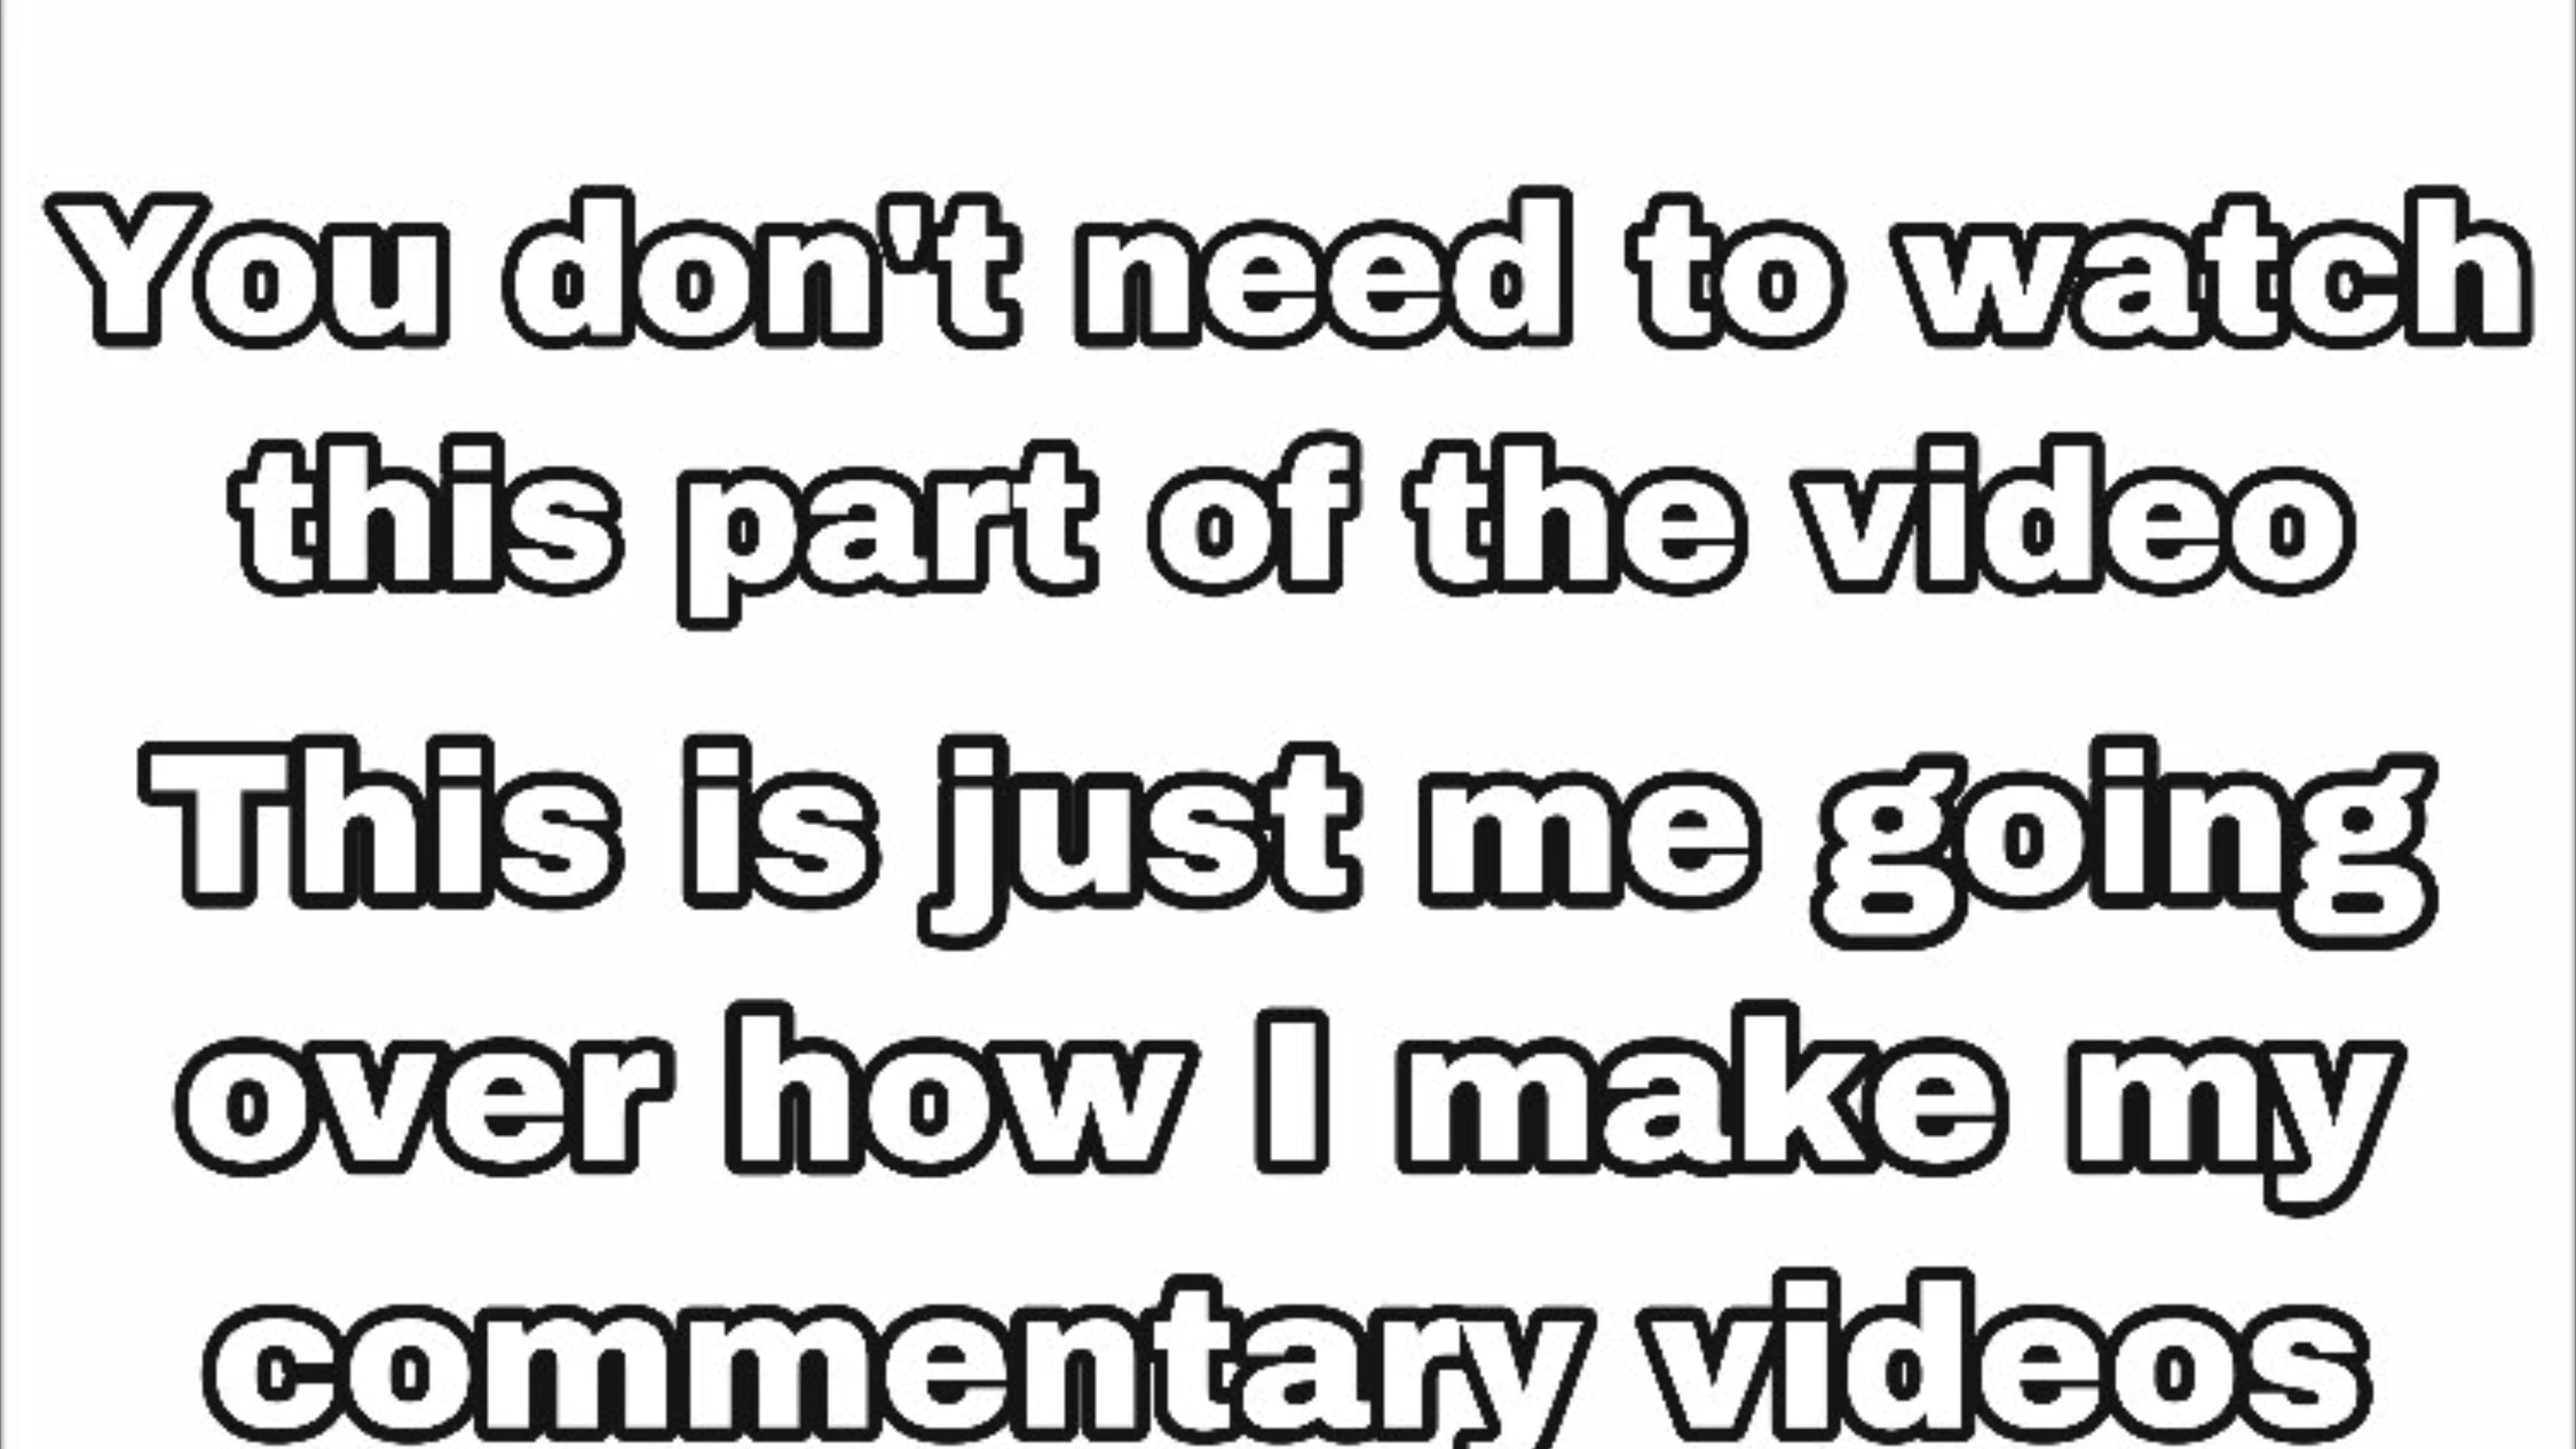 You don't need to watch
this part of the video
This is just me going
over how I make my
commentary videos